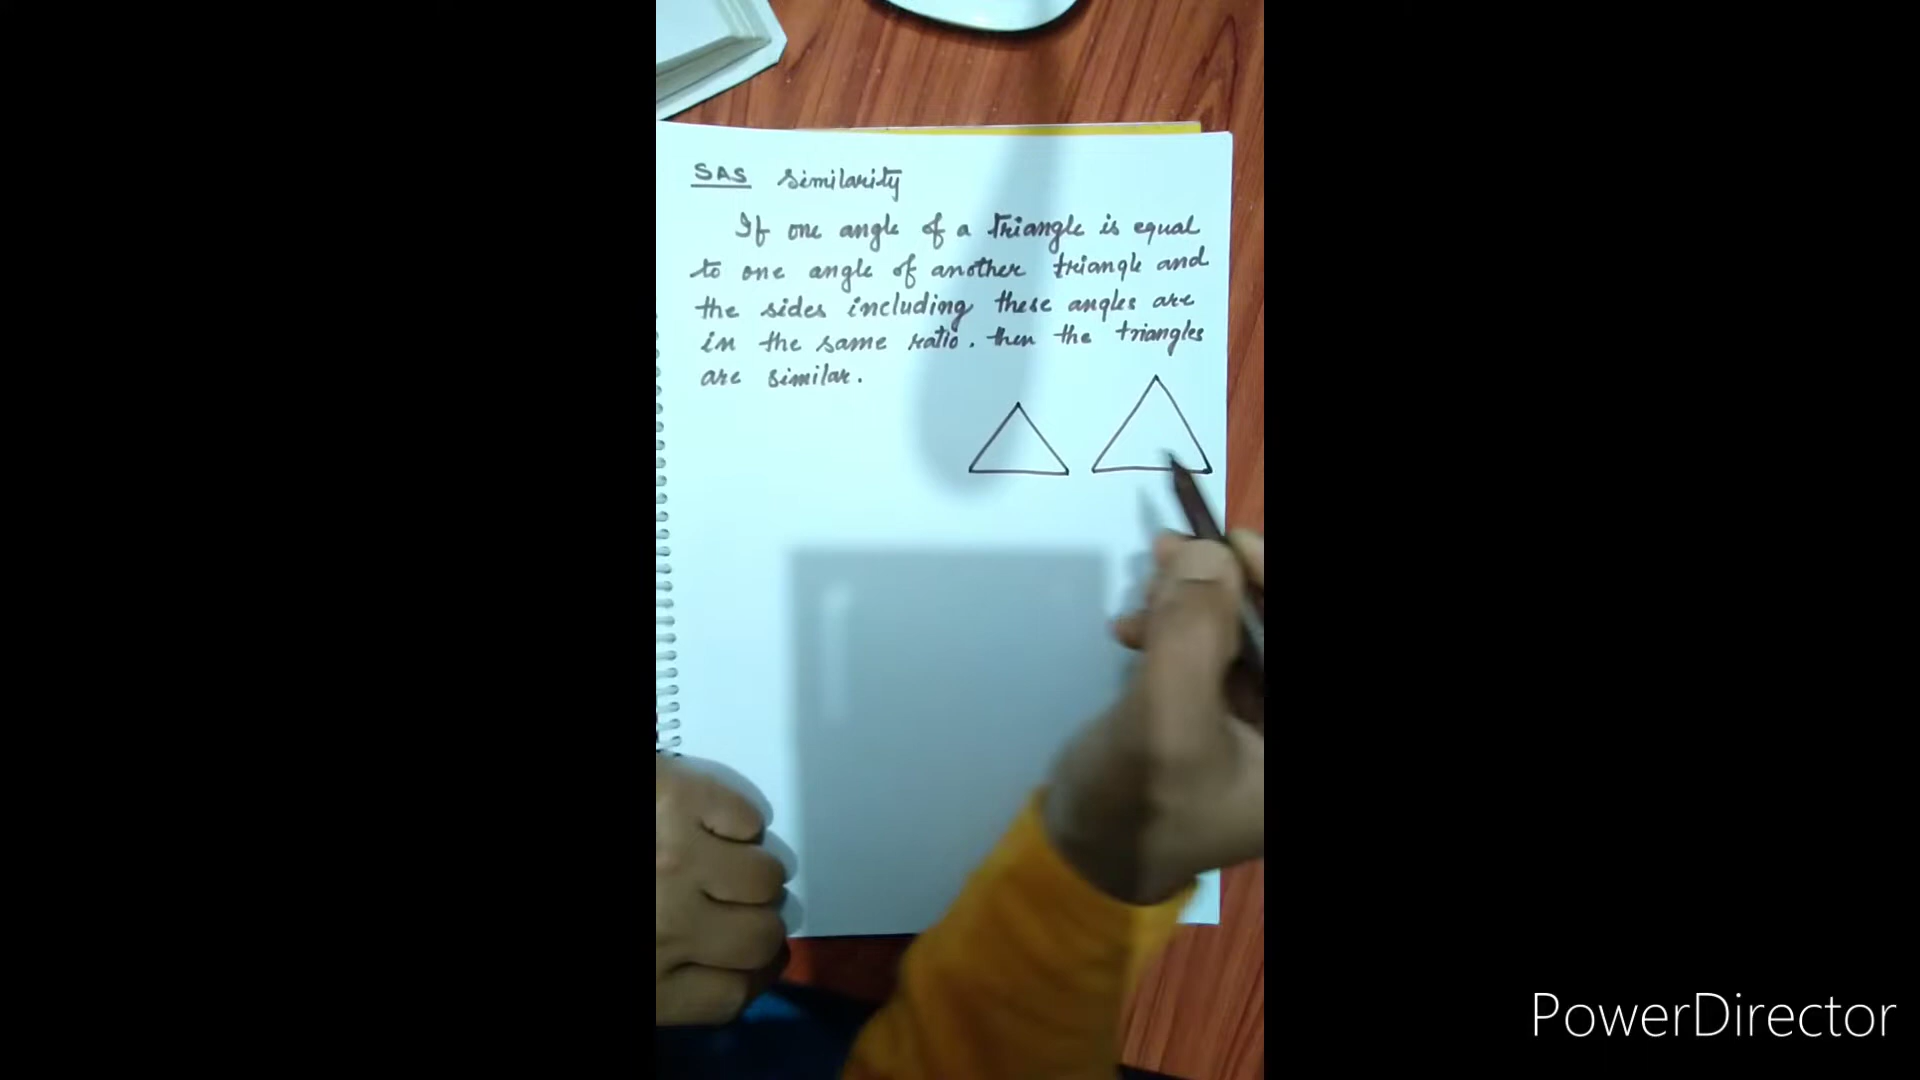 SAS Similarity
If one angle of a triangle is equal
to one angle of another triangle and
the sides including these angles are
in the same ratio. then the triangles
are similar.
PowerDirector